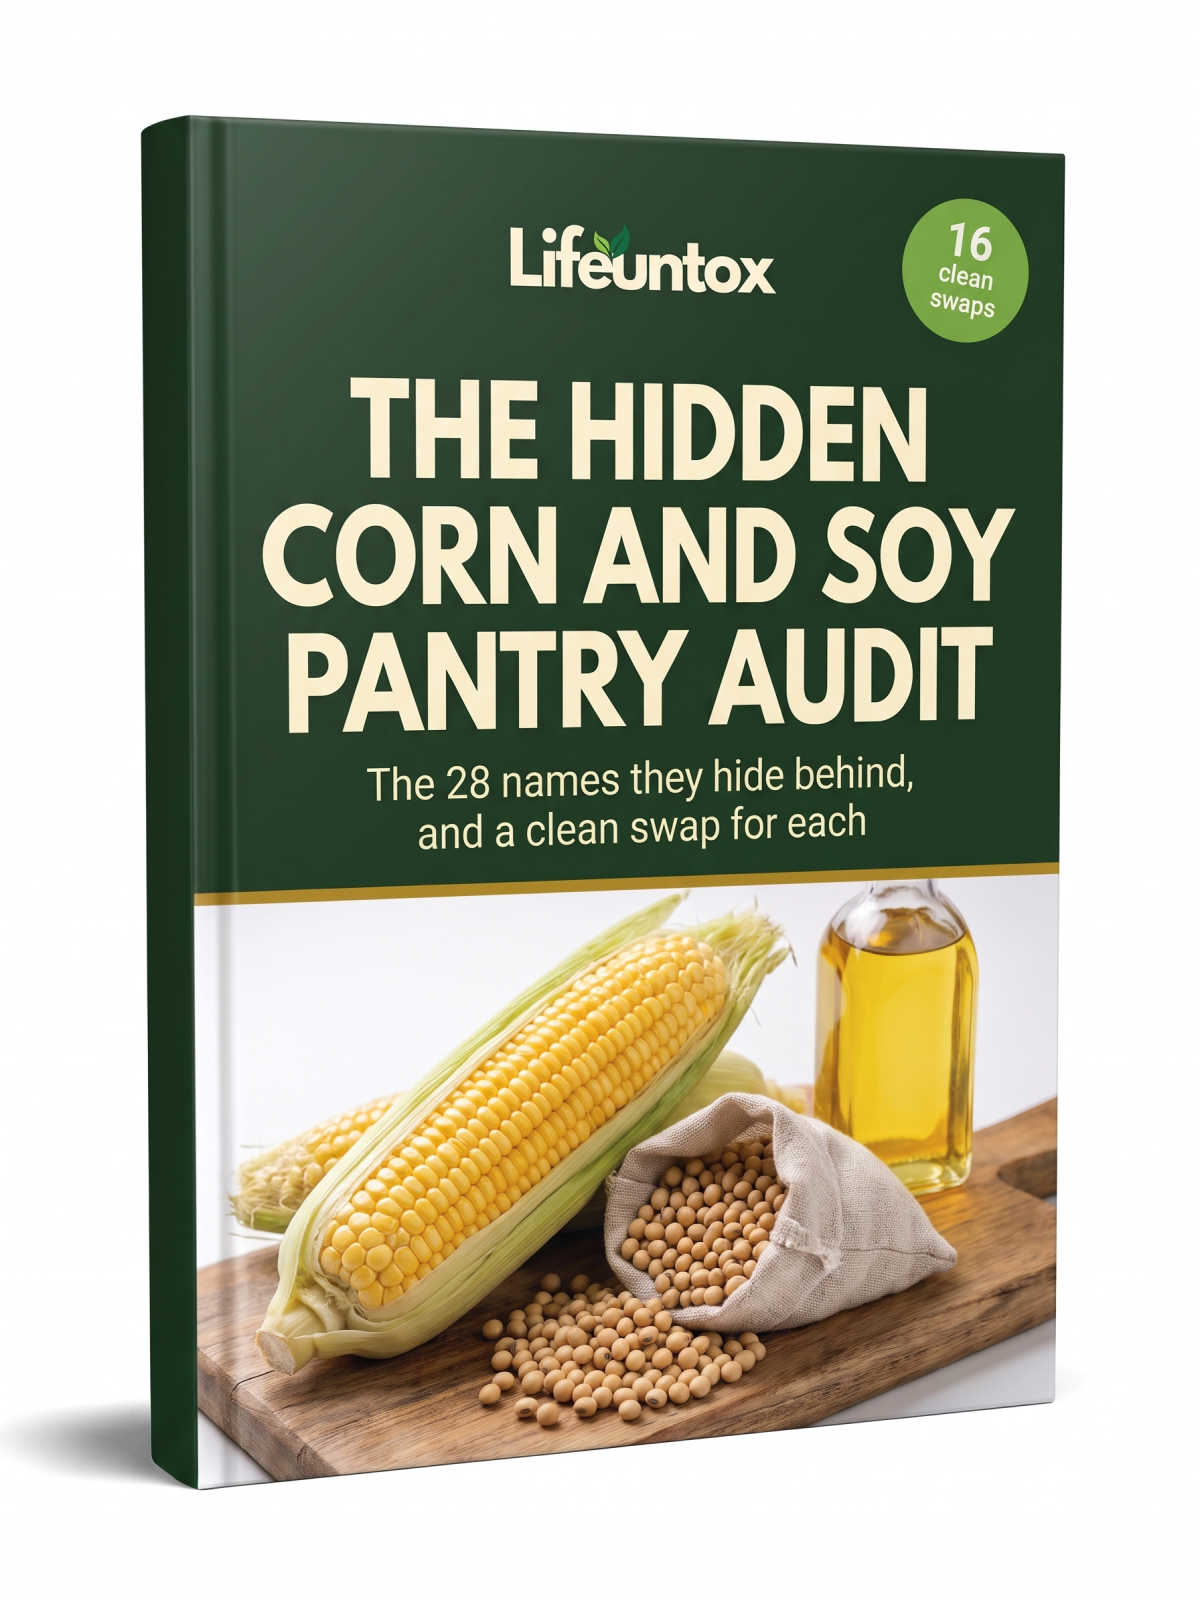 Lifeuntox
16
clean
swaps
THE HIDDEN
CORN AND SOY
PANTRY AUDIT
The 28 names they hide behind,
and a clean swap for each